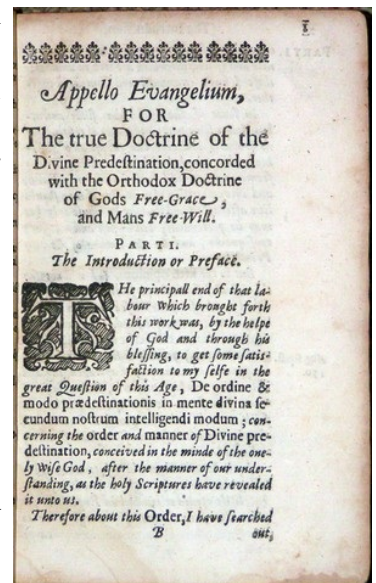 1
Appello Evangelium,
FOR
The true Doctrine of the
Divine Predeſtination,concorded
with the Orthodox Doctrine
of Gods Free-Grace,
and Mans Free-Will.
PART I.
The Introduction or Preface.
THe principall end of that la-
bour which brought forth
this work was, by the helpe
of God and through his
bleſſing, to get ſome ſatis-
faction to my ſelfe in the
great Queſtion of this Age, De ordine &
modo prædeſtinationis in mente divina ſe-
cundum noſtrum intelligendi modum ; con-
cerning the order and manner of Divine pre-
deſtination, conceived in the minde of the one-
ly wiſe God, after the manner of our under-
ſtanding, as the holy Scriptures have revealed
it unto us.
Therefore about this Order, I have ſearched
B out,